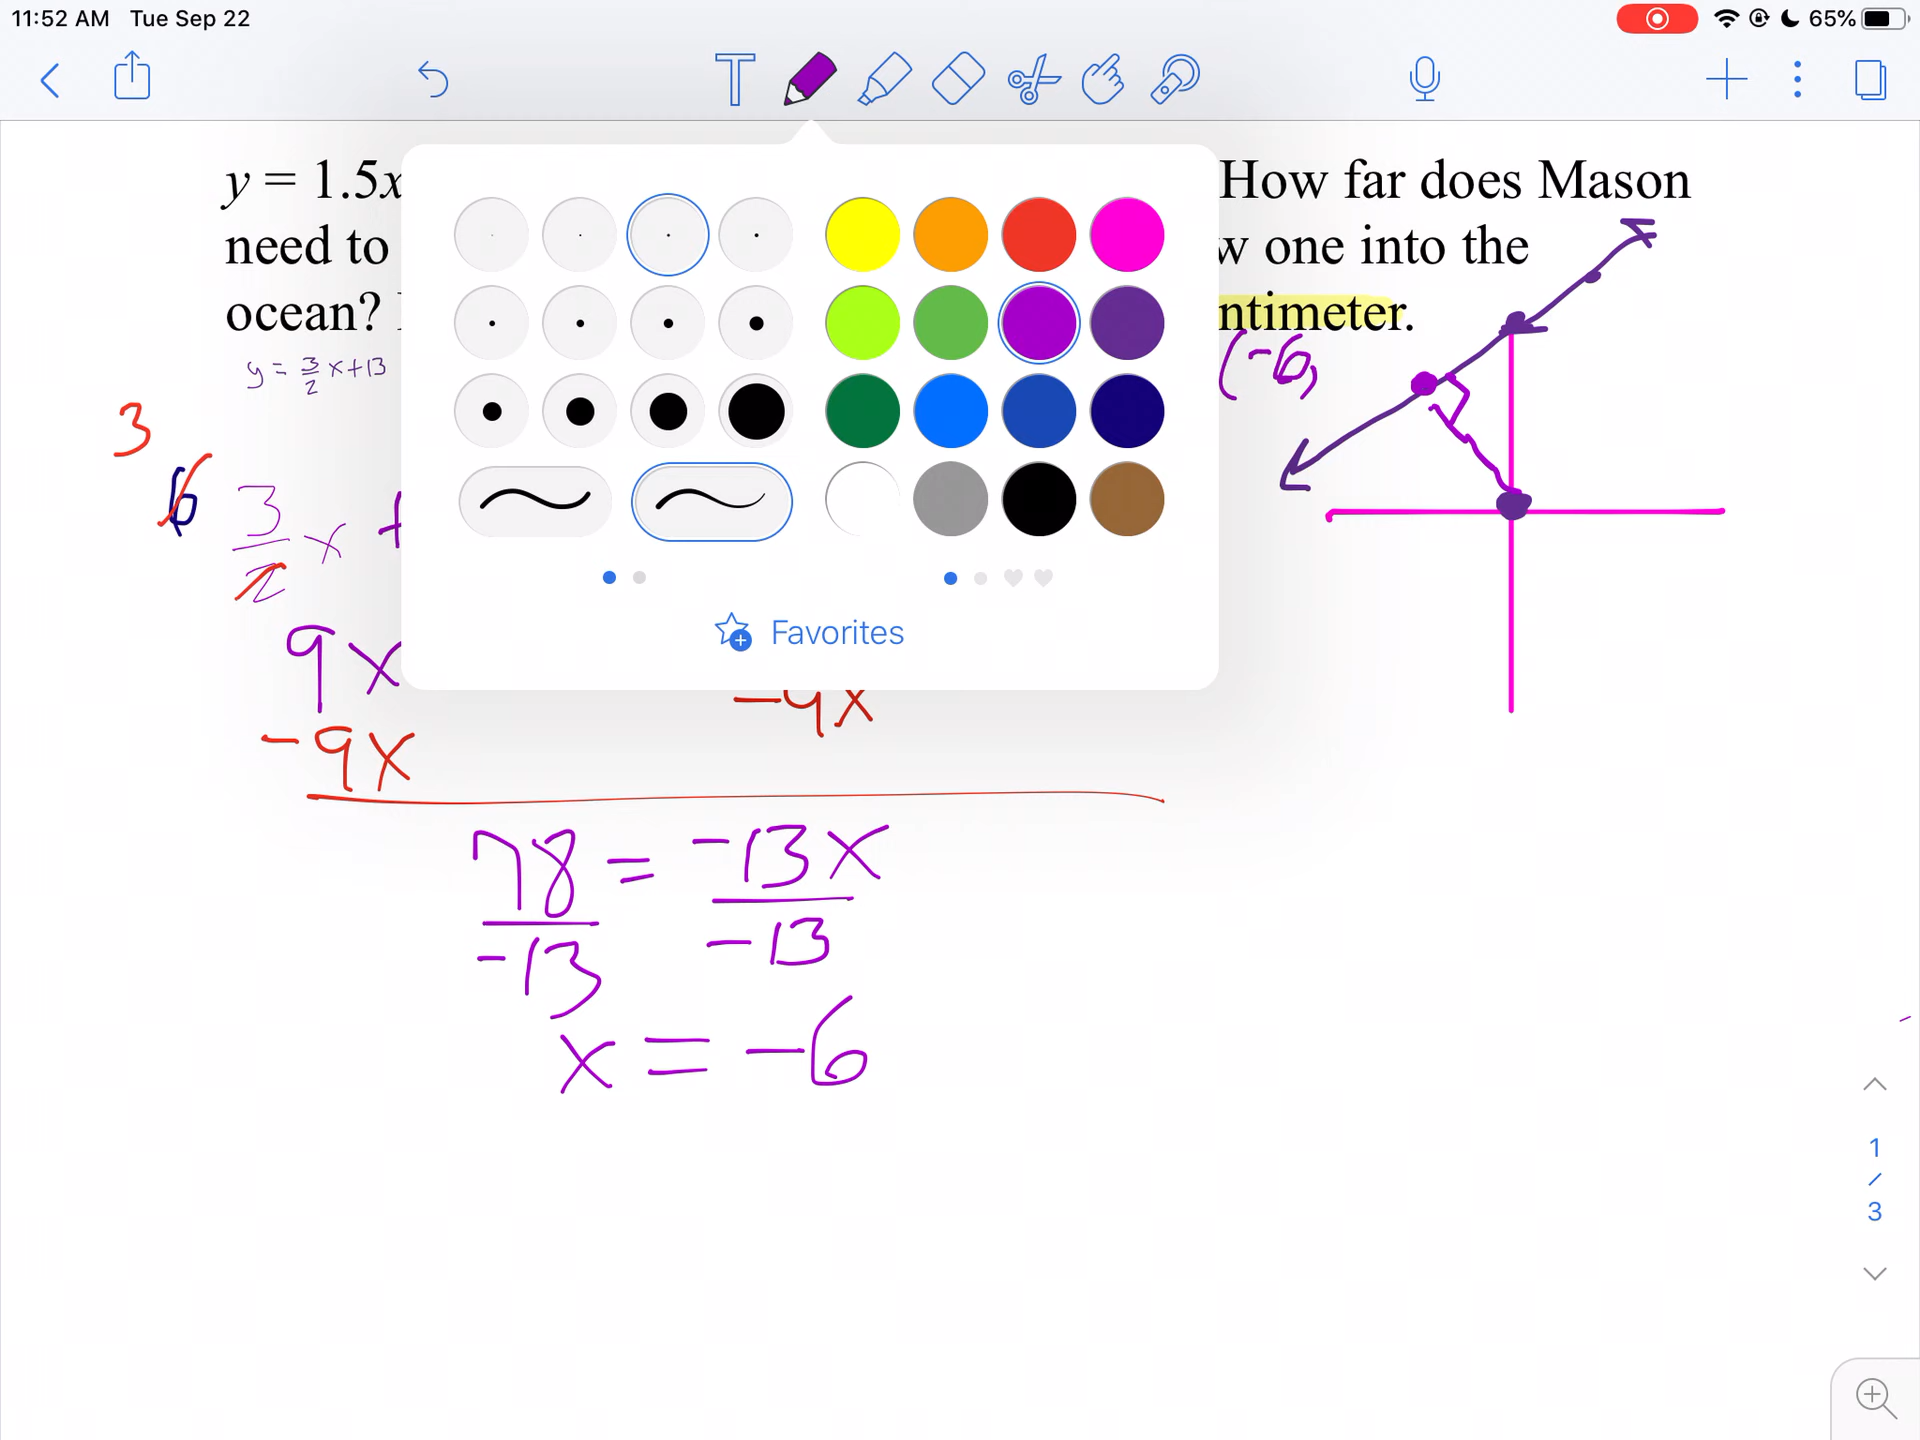 11:52 AM Tue Sep 22 65%
y = 1.5x How far does Mason
need to w one into the
ocean? ntimeter.
y = 3/2 x + 13
(-6,
3
6 3/2 x +
9x
-9x
78 = -13x
-13 -13
x = -6
Favorites
1
/
3